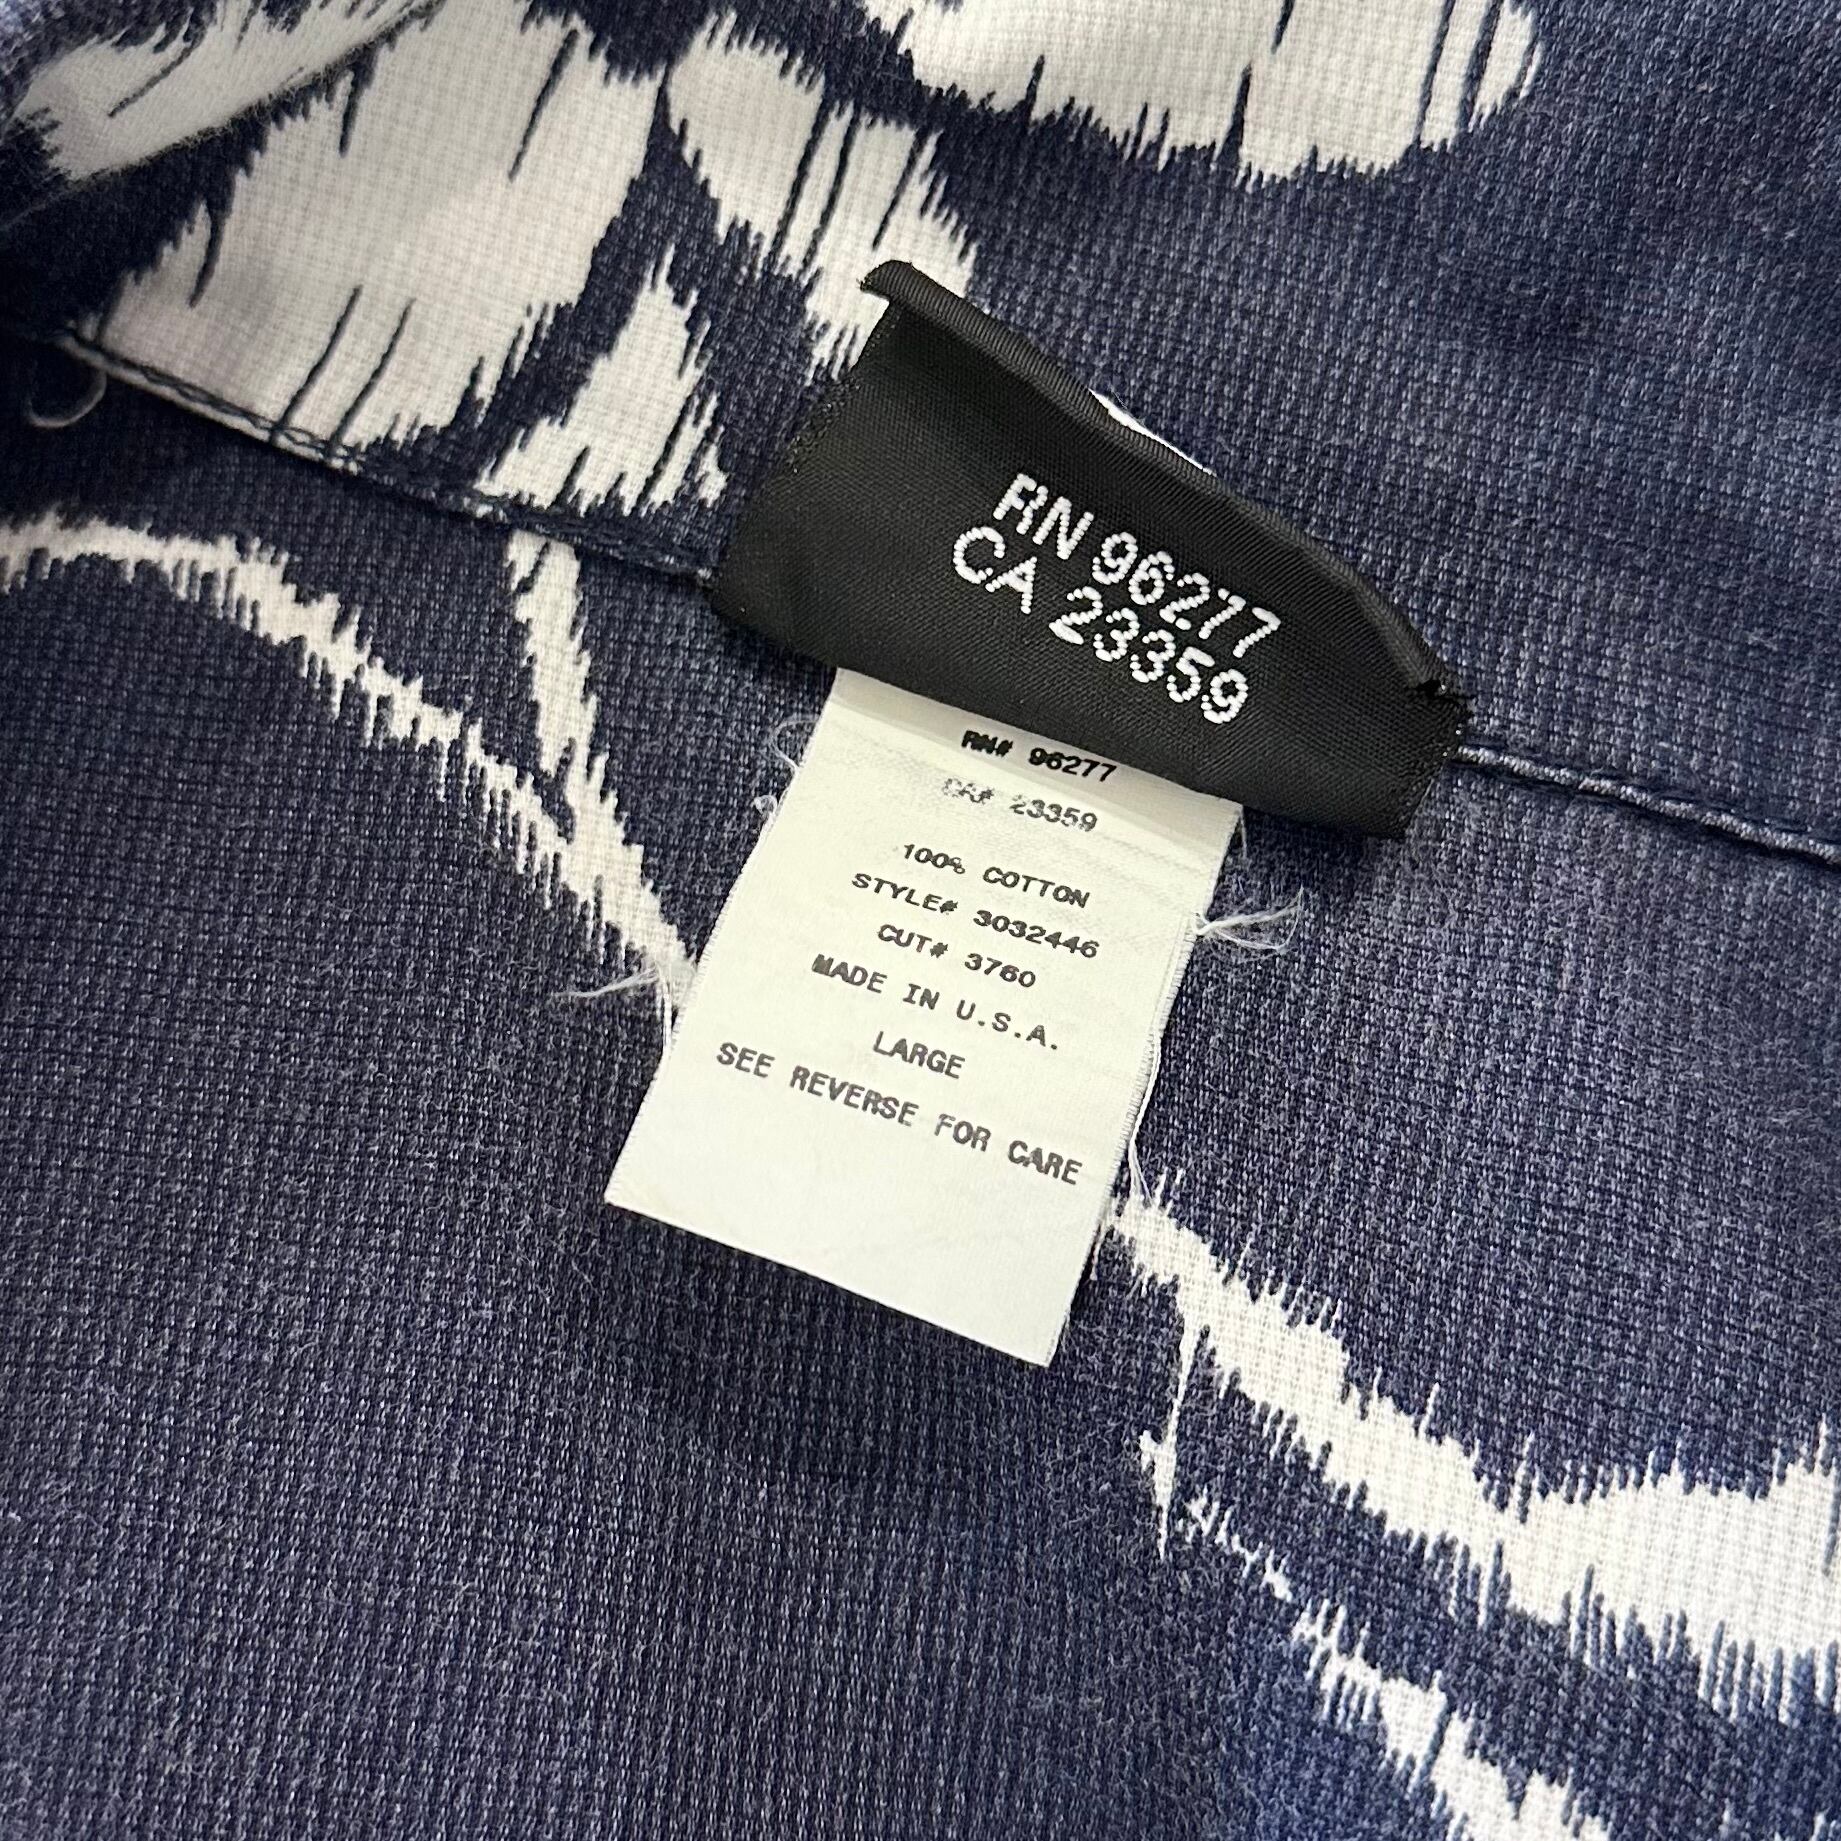 RN 96277
CA 23359
RN# 96277
CA# 23359
100% COTTON
STYLE# 3032446
CUT# 3760
MADE IN U.S.A.
LARGE
SEE REVERSE FOR CARE